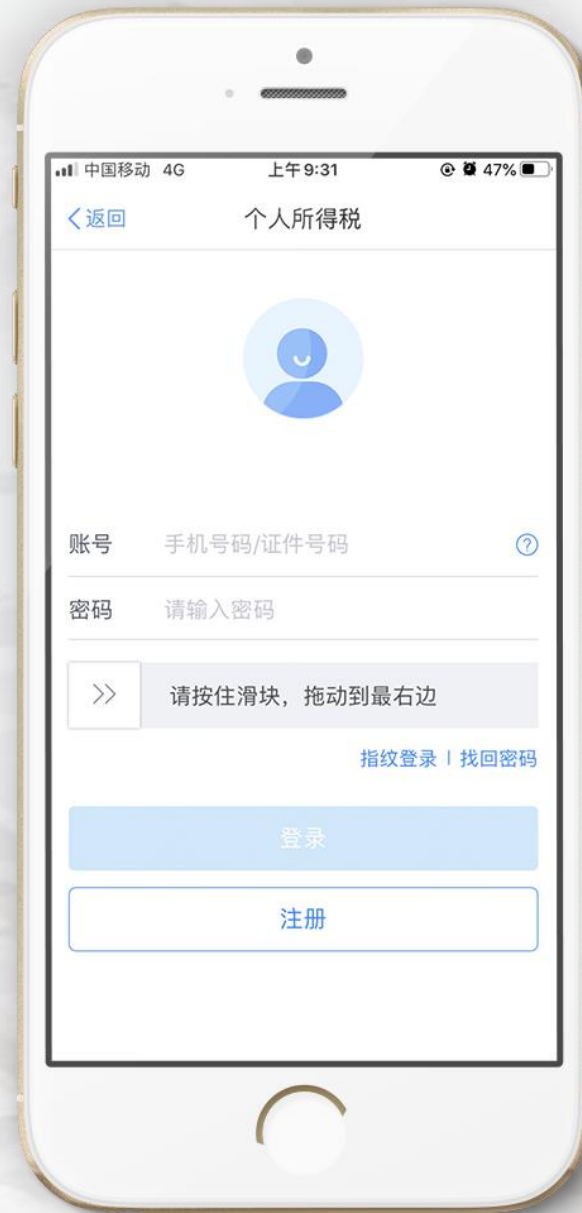 中国移动 4G 上午9:31 47%
返回 个人所得税
账号 手机号码/证件号码 ?
密码 请输入密码
>> 请按住滑块，拖动到最右边
指纹登录 | 找回密码
登录
注册